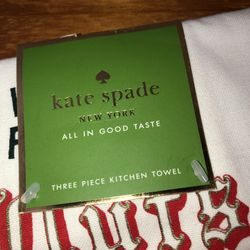 kate spade
NEW YORK
ALL IN GOOD TASTE
THREE PIECE KITCHEN TOWEL